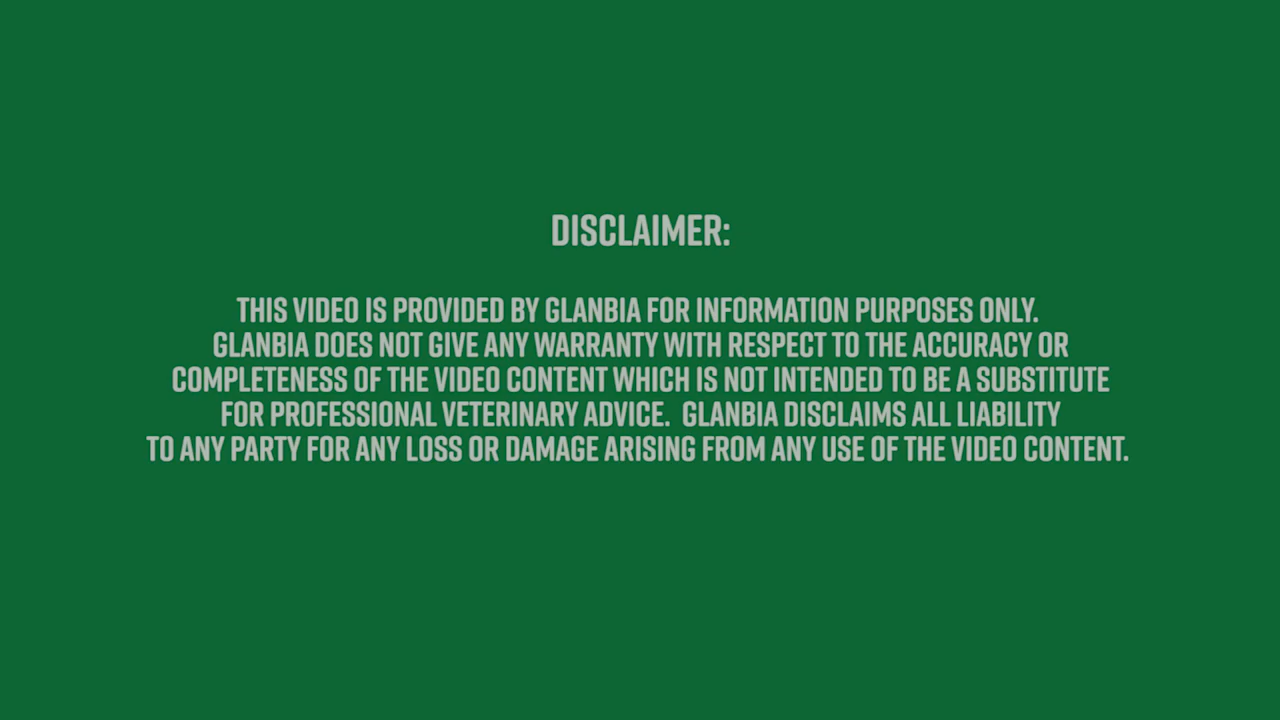 DISCLAIMER:
THIS VIDEO IS PROVIDED BY GLANBIA FOR INFORMATION PURPOSES ONLY.
GLANBIA DOES NOT GIVE ANY WARRANTY WITH RESPECT TO THE ACCURACY OR
COMPLETENESS OF THE VIDEO CONTENT WHICH IS NOT INTENDED TO BE A SUBSTITUTE
FOR PROFESSIONAL VETERINARY ADVICE.  GLANBIA DISCLAIMS ALL LIABILITY
TO ANY PARTY FOR ANY LOSS OR DAMAGE ARISING FROM ANY USE OF THE VIDEO CONTENT.